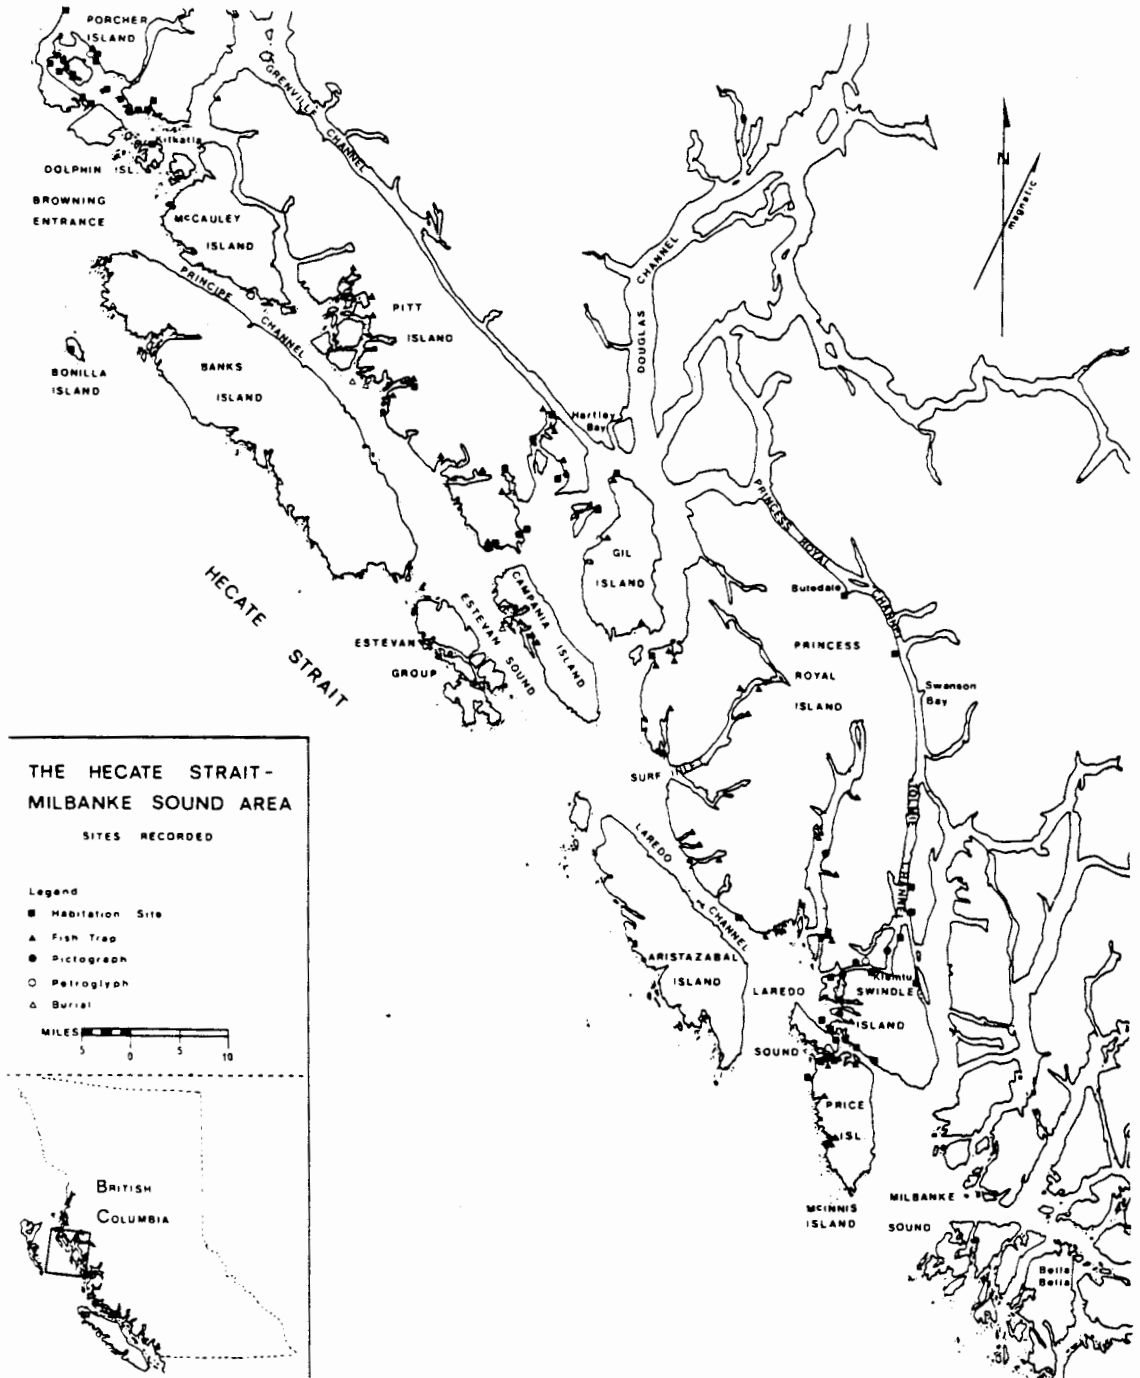 PORCHER
ISLAND
GRENVILLE CHANNEL
Kitkatla
DOLPHIN ISL.
BROWNING
ENTRANCE
McCAULEY
ISLAND
N
magnetic
PRINCIPE CHANNEL
PITT
ISLAND
DOUGLAS CHANNEL
BONILLA
ISLAND
BANKS
ISLAND
Hartley
Bay
PRINCESS ROYAL CHANNEL
GIL
ISLAND
HECATE
STRAIT
CAMPANIA
ISLAND
ESTEVAN SOUND
ESTEVAN
GROUP
Butedale
PRINCESS
ROYAL
ISLAND
Swanson
Bay
SURF INLET
TOLMIE CHANNEL
LAREDO CHANNEL
ARISTAZABAL
ISLAND
LAREDO
SOUND
Klemtu
SWINDLE
ISLAND
PRICE
ISL.
McINNIS
ISLAND
MILBANKE
SOUND
Bella
Bella
THE HECATE STRAIT-
MILBANKE SOUND AREA
SITES RECORDED
Legend
Habitation Site
Fish Trap
Pictograph
Petroglyph
Burial
MILES
5 0 5 10
BRITISH
COLUMBIA